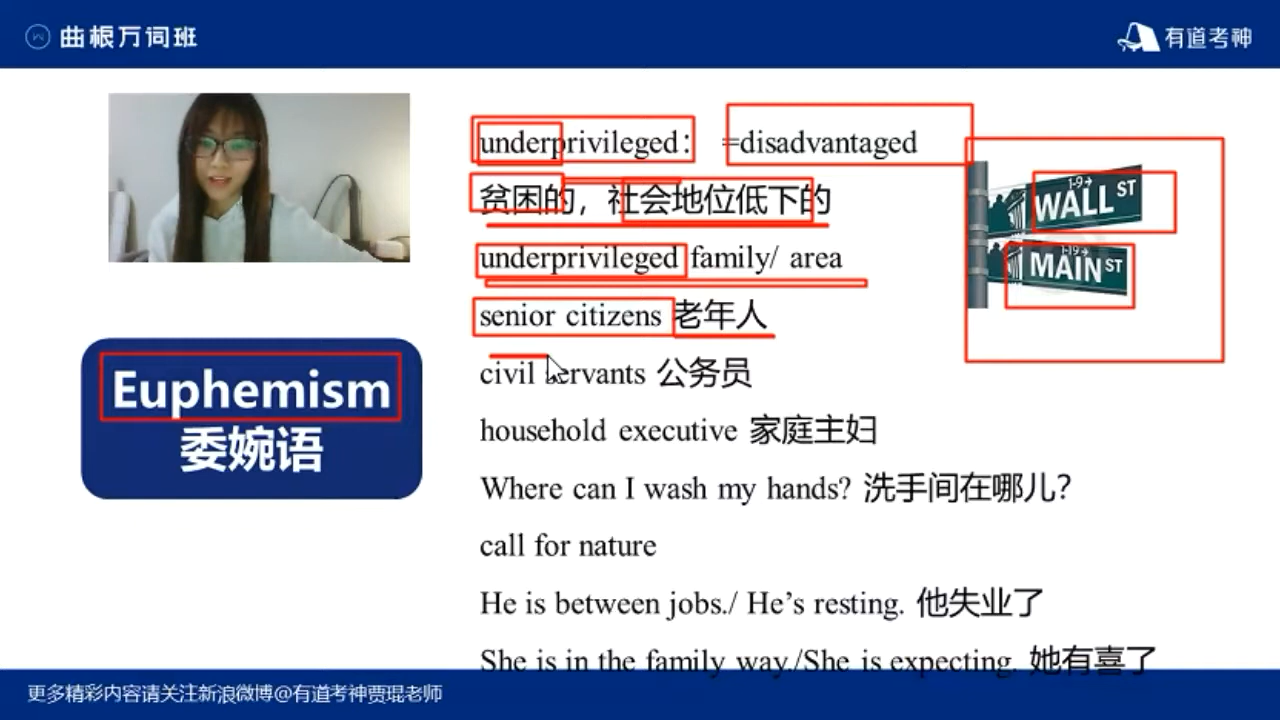 曲根万词班
有道考神
underprivileged: =disadvantaged
贫困的，社会地位低下的
underprivileged family/ area
senior citizens 老年人
civil servants 公务员
household executive 家庭主妇
Where can I wash my hands? 洗手间在哪儿?
call for nature
He is between jobs./ He's resting. 他失业了
She is in the family way./She is expecting. 她有喜了
1-9→
WALL ST
1-19→
MAIN ST
Euphemism
委婉语
更多精彩内容请关注新浪微博@有道考神贾琨老师